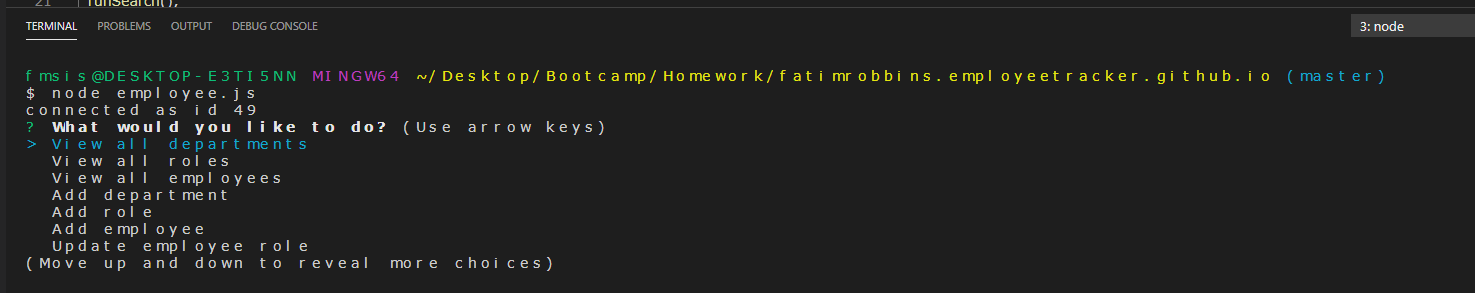 21 runSearch();
TERMINAL PROBLEMS OUTPUT DEBUG CONSOLE 3: node
fmsis@DESKTOP-E3TI5NN MINGW64 ~/Desktop/Bootcamp/Homework/fatimrobbins.employeetracker.github.io (master)
$ node employee.js
connected as id 49
? What would you like to do? (Use arrow keys)
> View all departments
View all roles
View all employees
Add department
Add role
Add employee
Update employee role
(Move up and down to reveal more choices)